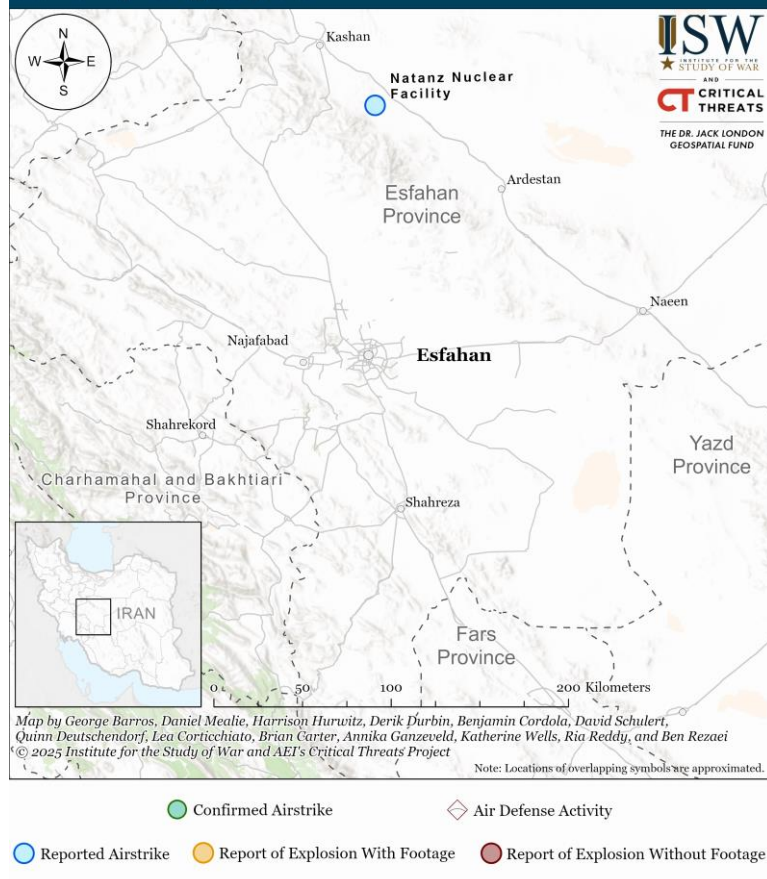 N
W E
S
Kashan
Natanz Nuclear
Facility
ISW
INSTITUTE FOR THE
STUDY OF WAR
AND
CT CRITICAL
THREATS
THE DR. JACK LONDON
GEOSPATIAL FUND
Ardestan
Esfahan
Province
Naeen
Najafabad
Esfahan
Shahrekord
Yazd
Province
Charhamahal and Bakhtiari
Province
Shahreza
IRAN
Fars
Province
0 50 100 200 Kilometers
Map by George Barros, Daniel Mealie, Harrison Hurwitz, Derik Durbin, Benjamin Cordola, David Schulert,
Quinn Deutschendorf, Lea Corticchiato, Brian Carter, Annika Ganzeveld, Katherine Wells, Ria Reddy, and Ben Rezaei
© 2025 Institute for the Study of War and AEI's Critical Threats Project
Note: Locations of overlapping symbols are approximated.
Confirmed Airstrike
Air Defense Activity
Reported Airstrike
Report of Explosion With Footage
Report of Explosion Without Footage